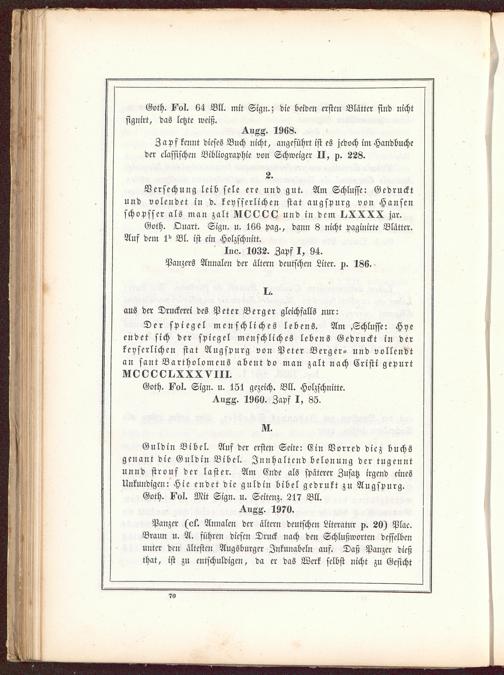 Goth. Fol. 64 Bll. mit Sign.; die beiden ersten Blätter sind nicht
signirt, das letzte weiß.
Augg. 1968.
Zapf kennt dieses Buch nicht, angeführt ist es jedoch im Handbuche
der classischen Bibliographie von Schweiger II, p. 228.
2.
Versechung leib sele ere und gut. Am Schlusse: Gedruckt
und volendet in d. keysserlichen stat augspurg von Hansen
schopsser als man zalt MCCCC und in dem LXXXX jar.
Goth. Quart. Sign. u. 166 pag., dann 8 nicht paginirte Blätter.
Auf dem 1ᵇ Bl. ist ein Holzschnitt.
Inc. 1032. Zapf I, 94.
Panzers Annalen der ältern deutschen Liter. p. 186.
L.
aus der Druckerei des Peter Berger gleichfalls nur:
Der spiegel menschliches lebens. Am Schlusse: Hye
endet sich der spiegel menschliches lebens Gedruckt in der
keyserlichen stat Augspurg von Peter Berger und vollendt
an sant Bartholomens abent do man zalt nach Cristi gepurt
MCCCCLXXXVIII.
Goth. Fol. Sign. u. 151 gezeich. Bll. Holzschnitte.
Augg. 1960. Zapf I, 85.
M.
Guldin Bibel. Auf der ersten Seite: Ein Vorred diez buchs
genant die Guldin Bibel. Innhaltend belonung der tugennt
unnd strouf der laster. Am Ende als späterer Zusatz irgend eines
Unkundigen: Hie endet die guldin bibel gedrukt zu Augspurg.
Goth. Fol. Mit Sign. u. Seitenz. 217 Bll.
Augg. 1970.
Panzer (cf. Annalen der ältern deutschen Literatur p. 20) Plac.
Braun u. A. führen diesen Druck nach den Schlußworten desselben
unter den ältesten Augsburger Inkunabeln auf. Daß Panzer dieß
that, ist zu entschuldigen, da er das Werk selbst nicht zu Gesicht
70